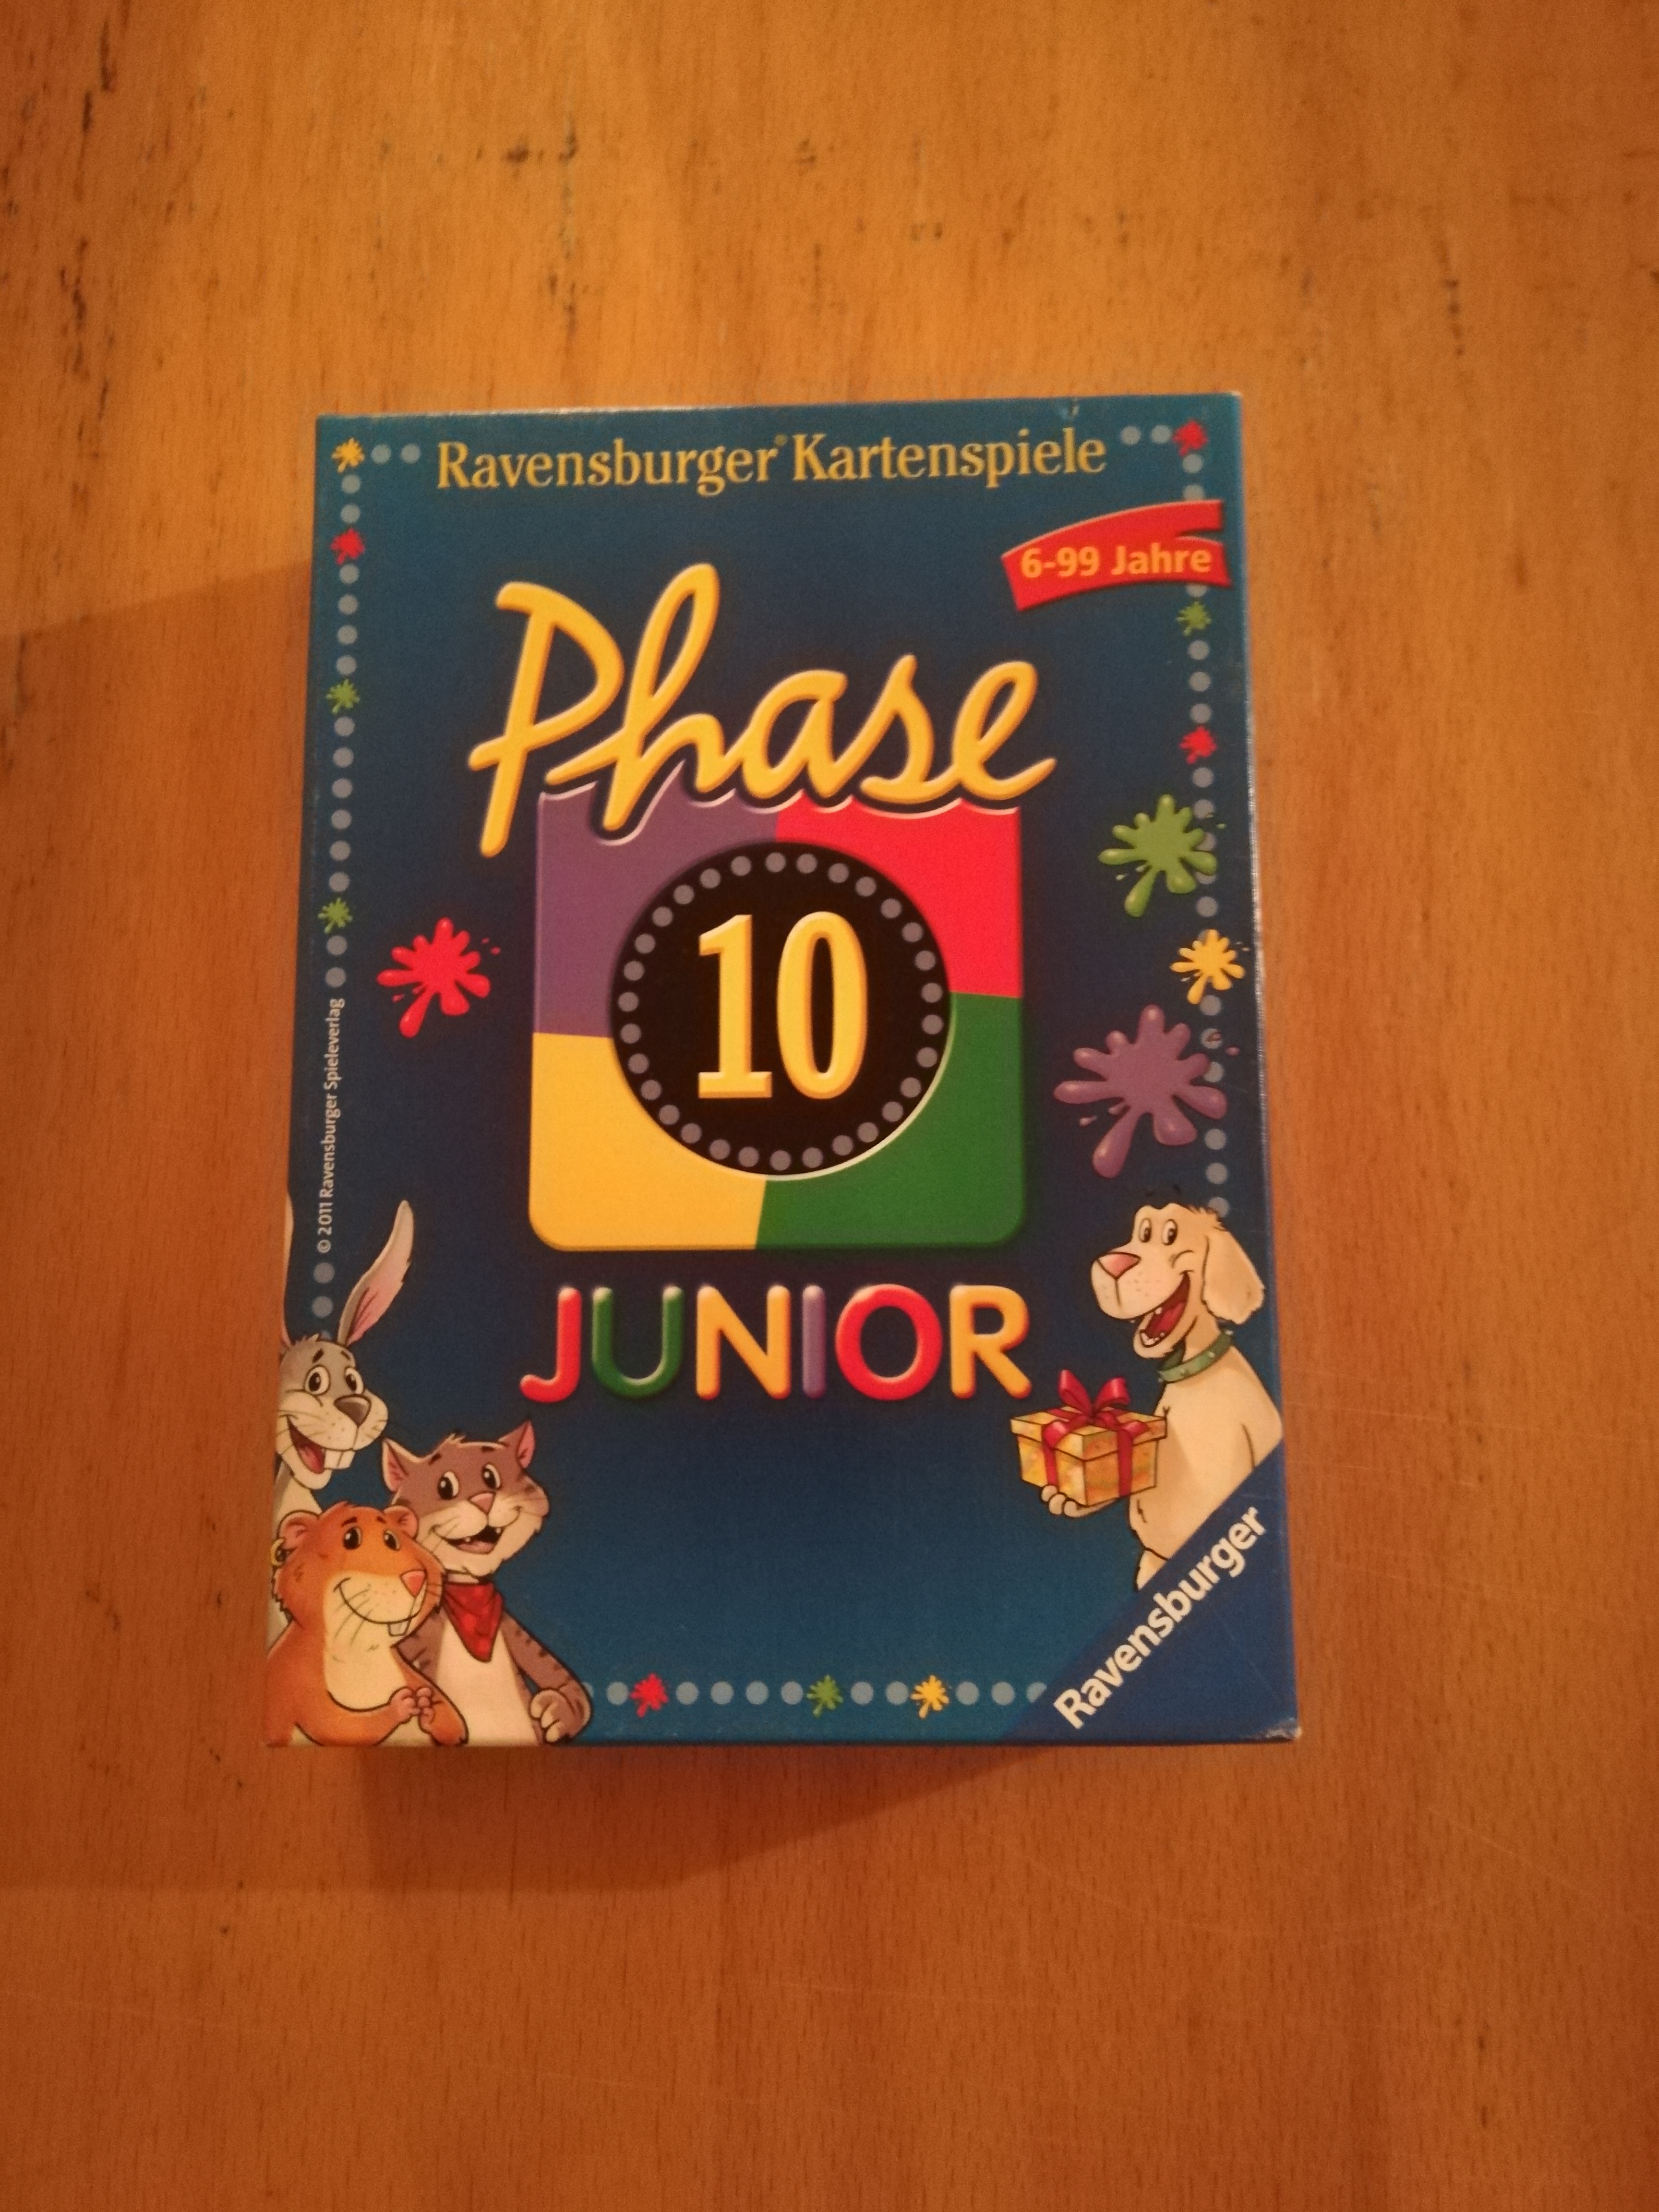 Ravensburger® Kartenspiele
6-99 Jahre
Phase
10
JUNIOR
© 2011 Ravensburger Spieleverlag
Ravensburger